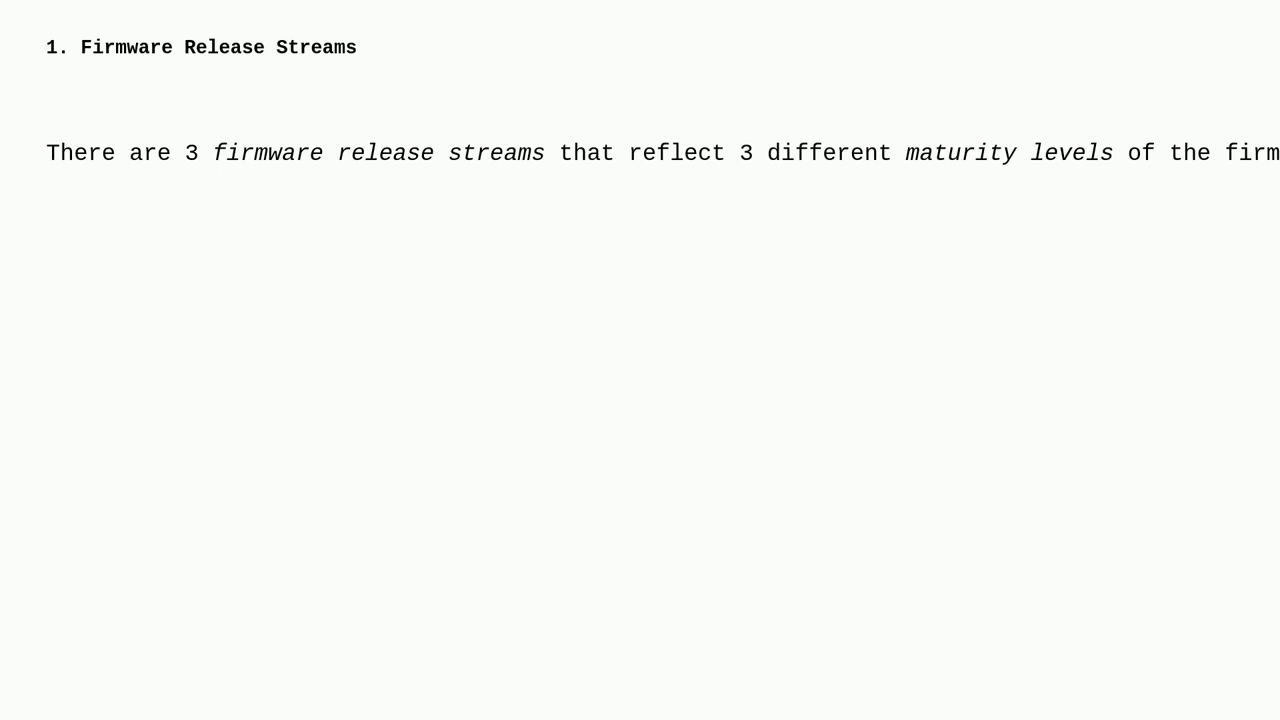 1. Firmware Release Streams
There are 3 firmware release streams that reflect 3 different maturity levels of the firm